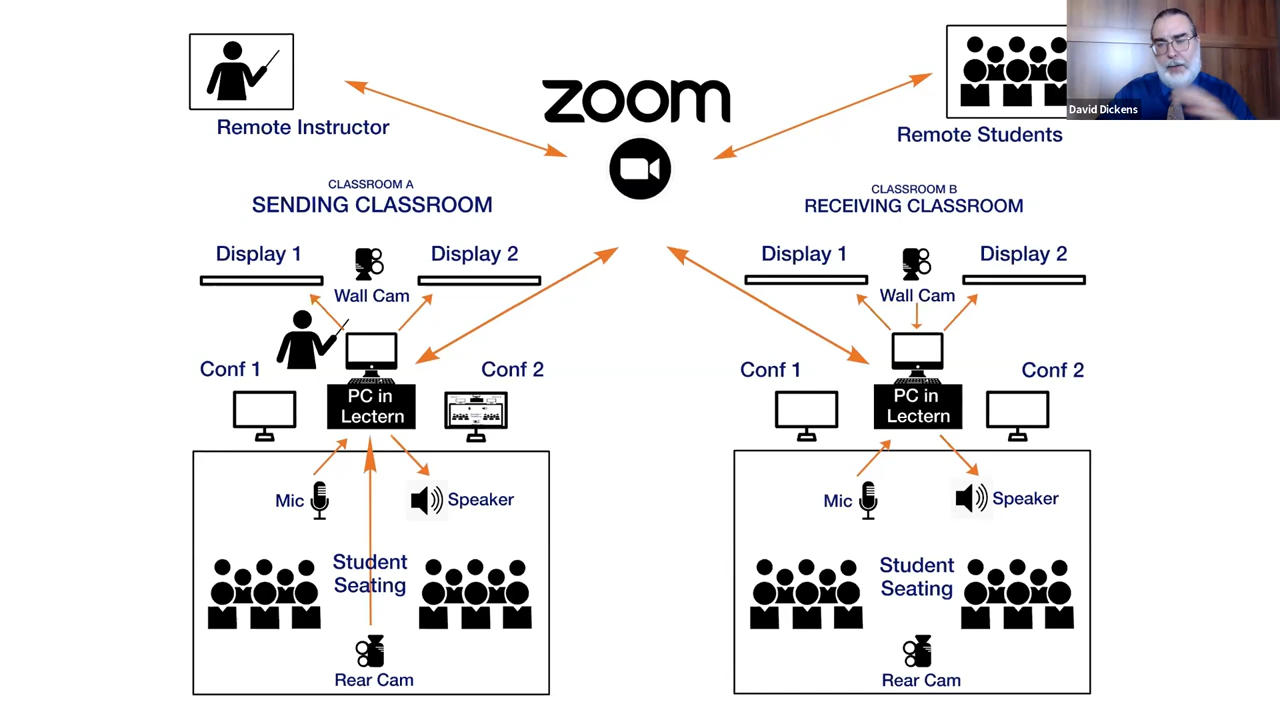 zoom
David Dickens
Remote Instructor
Remote Students
CLASSROOM A
SENDING CLASSROOM
CLASSROOM B
RECEIVING CLASSROOM
Display 1
Display 2
Wall Cam
Conf 1
Conf 2
PC in
Lectern
Mic
Speaker
Student
Seating
Rear Cam
Display 1
Display 2
Wall Cam
Conf 1
Conf 2
PC in
Lectern
Mic
Speaker
Student
Seating
Rear Cam